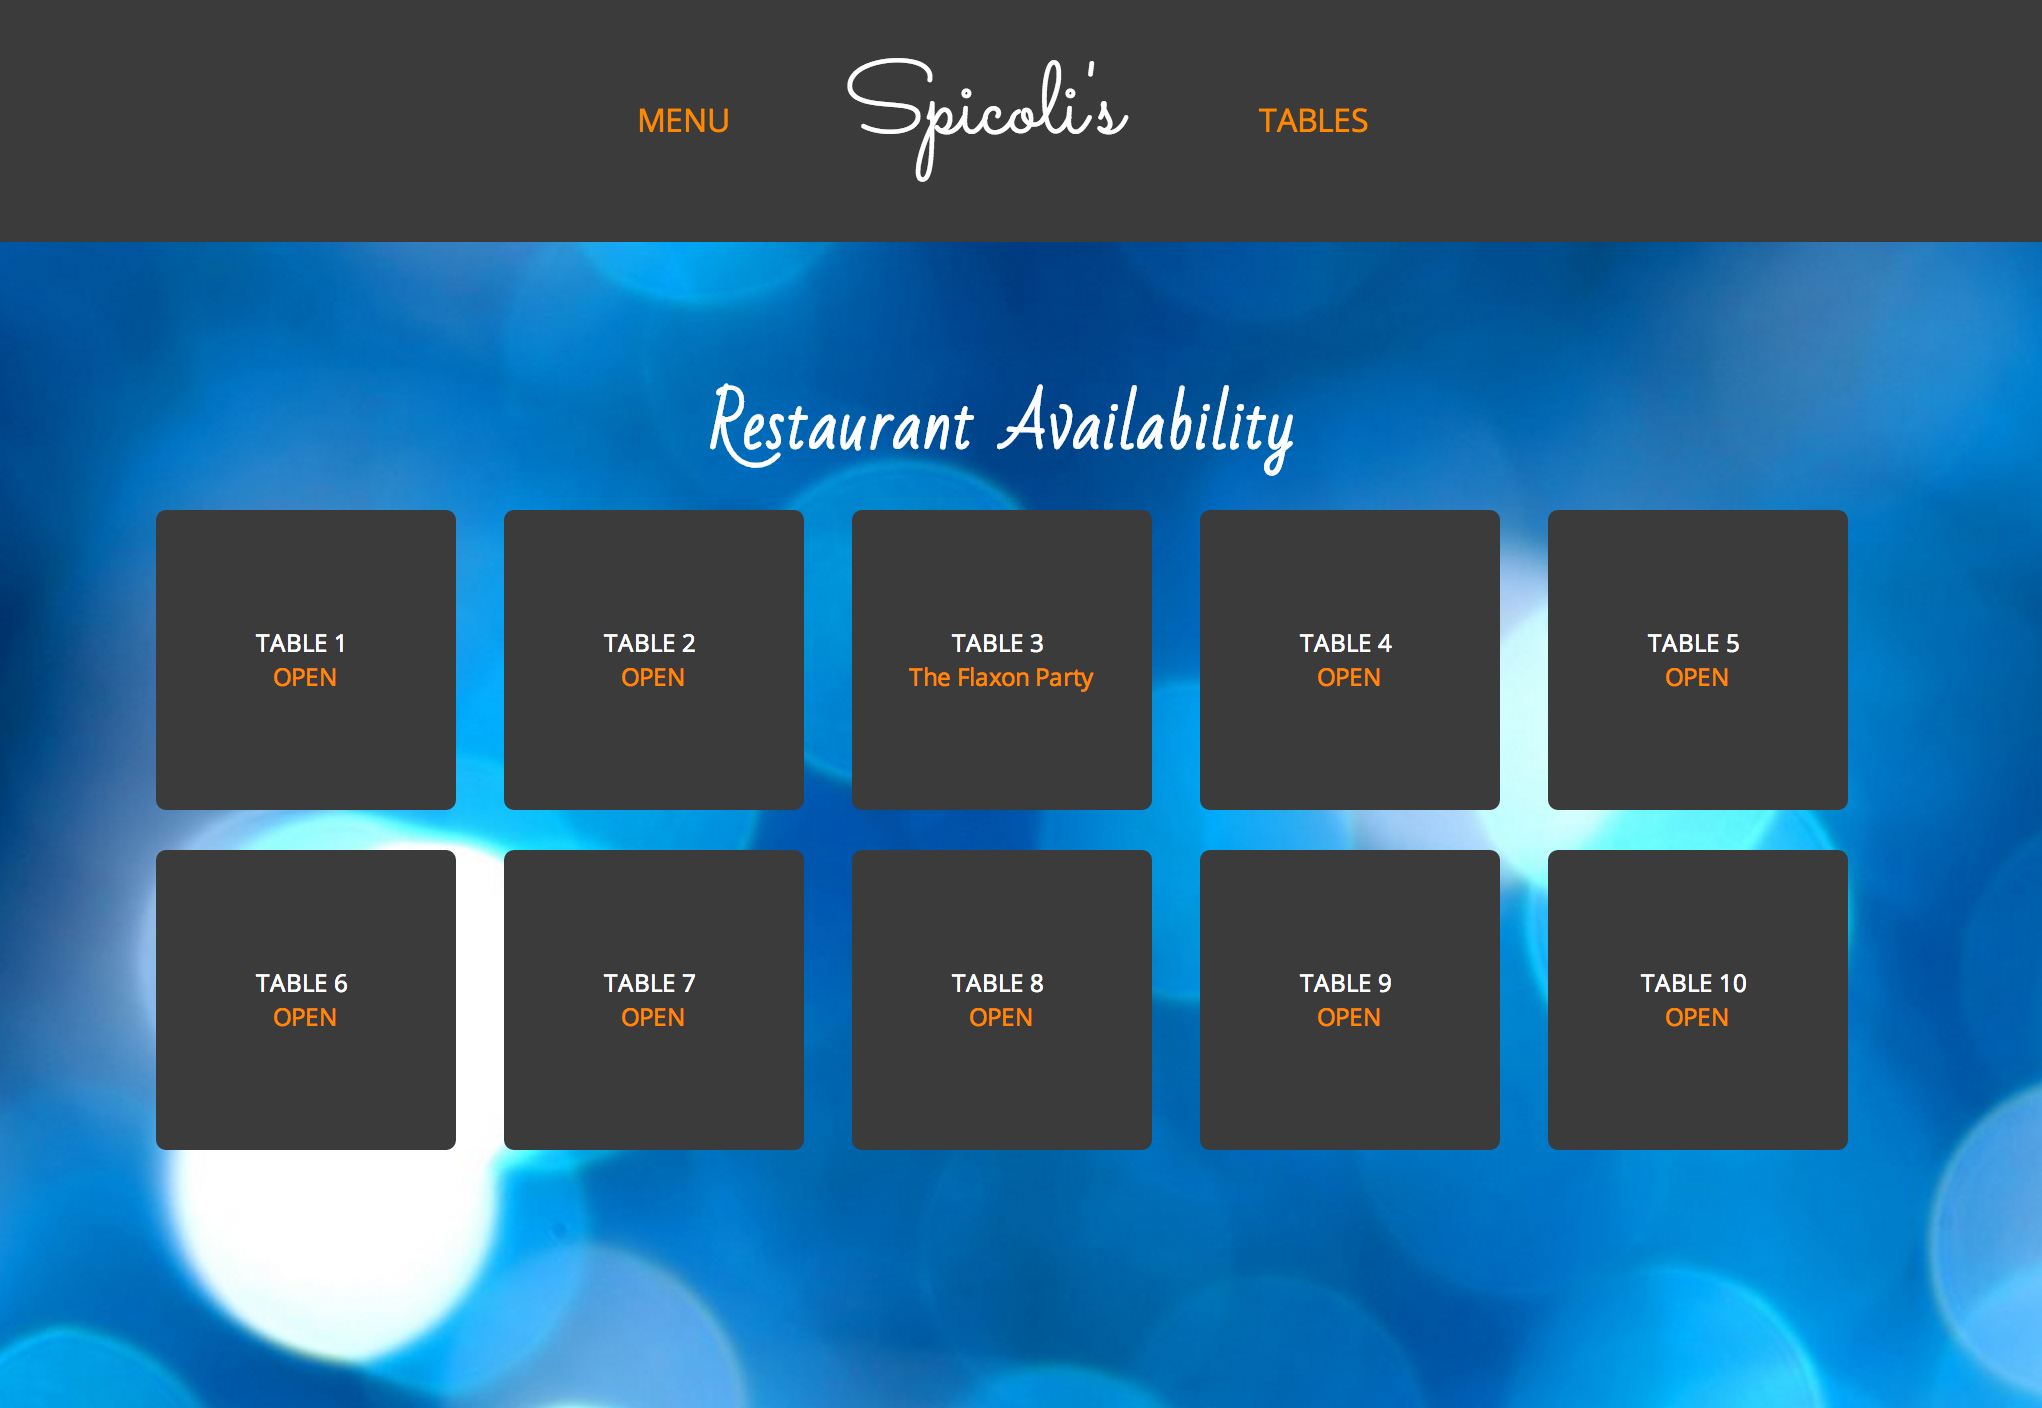 MENU
Spicoli's
TABLES
Restaurant Availability
TABLE 1
OPEN
TABLE 2
OPEN
TABLE 3
The Flaxon Party
TABLE 4
OPEN
TABLE 5
OPEN
TABLE 6
OPEN
TABLE 7
OPEN
TABLE 8
OPEN
TABLE 9
OPEN
TABLE 10
OPEN